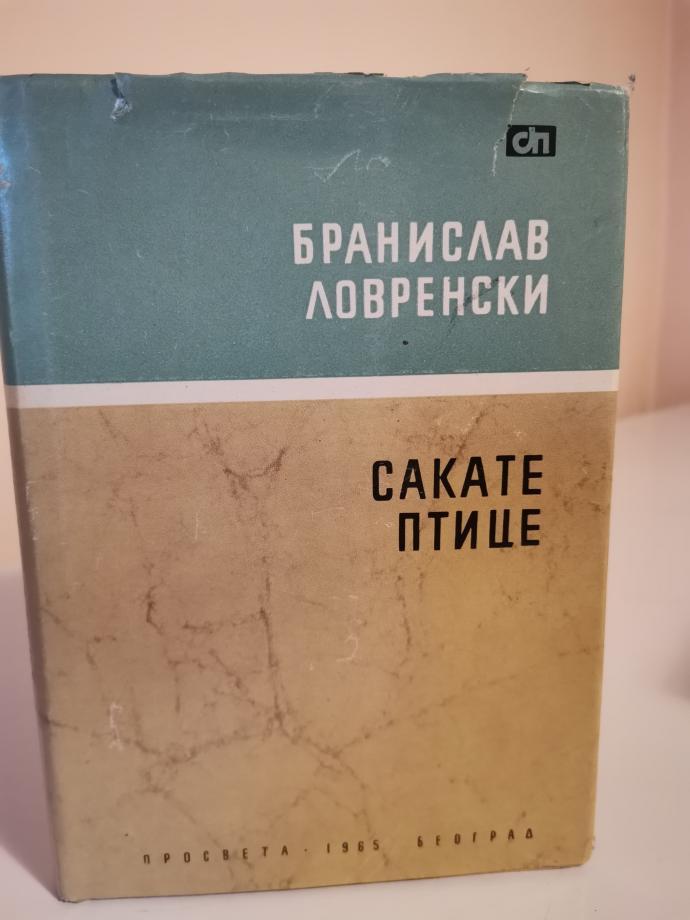 СП
БРАНИСЛАВ
ЛОВРЕНСКИ
САКАТЕ
ПТИЦЕ
ПРОСВЕТА · 1965 БЕОГРАД